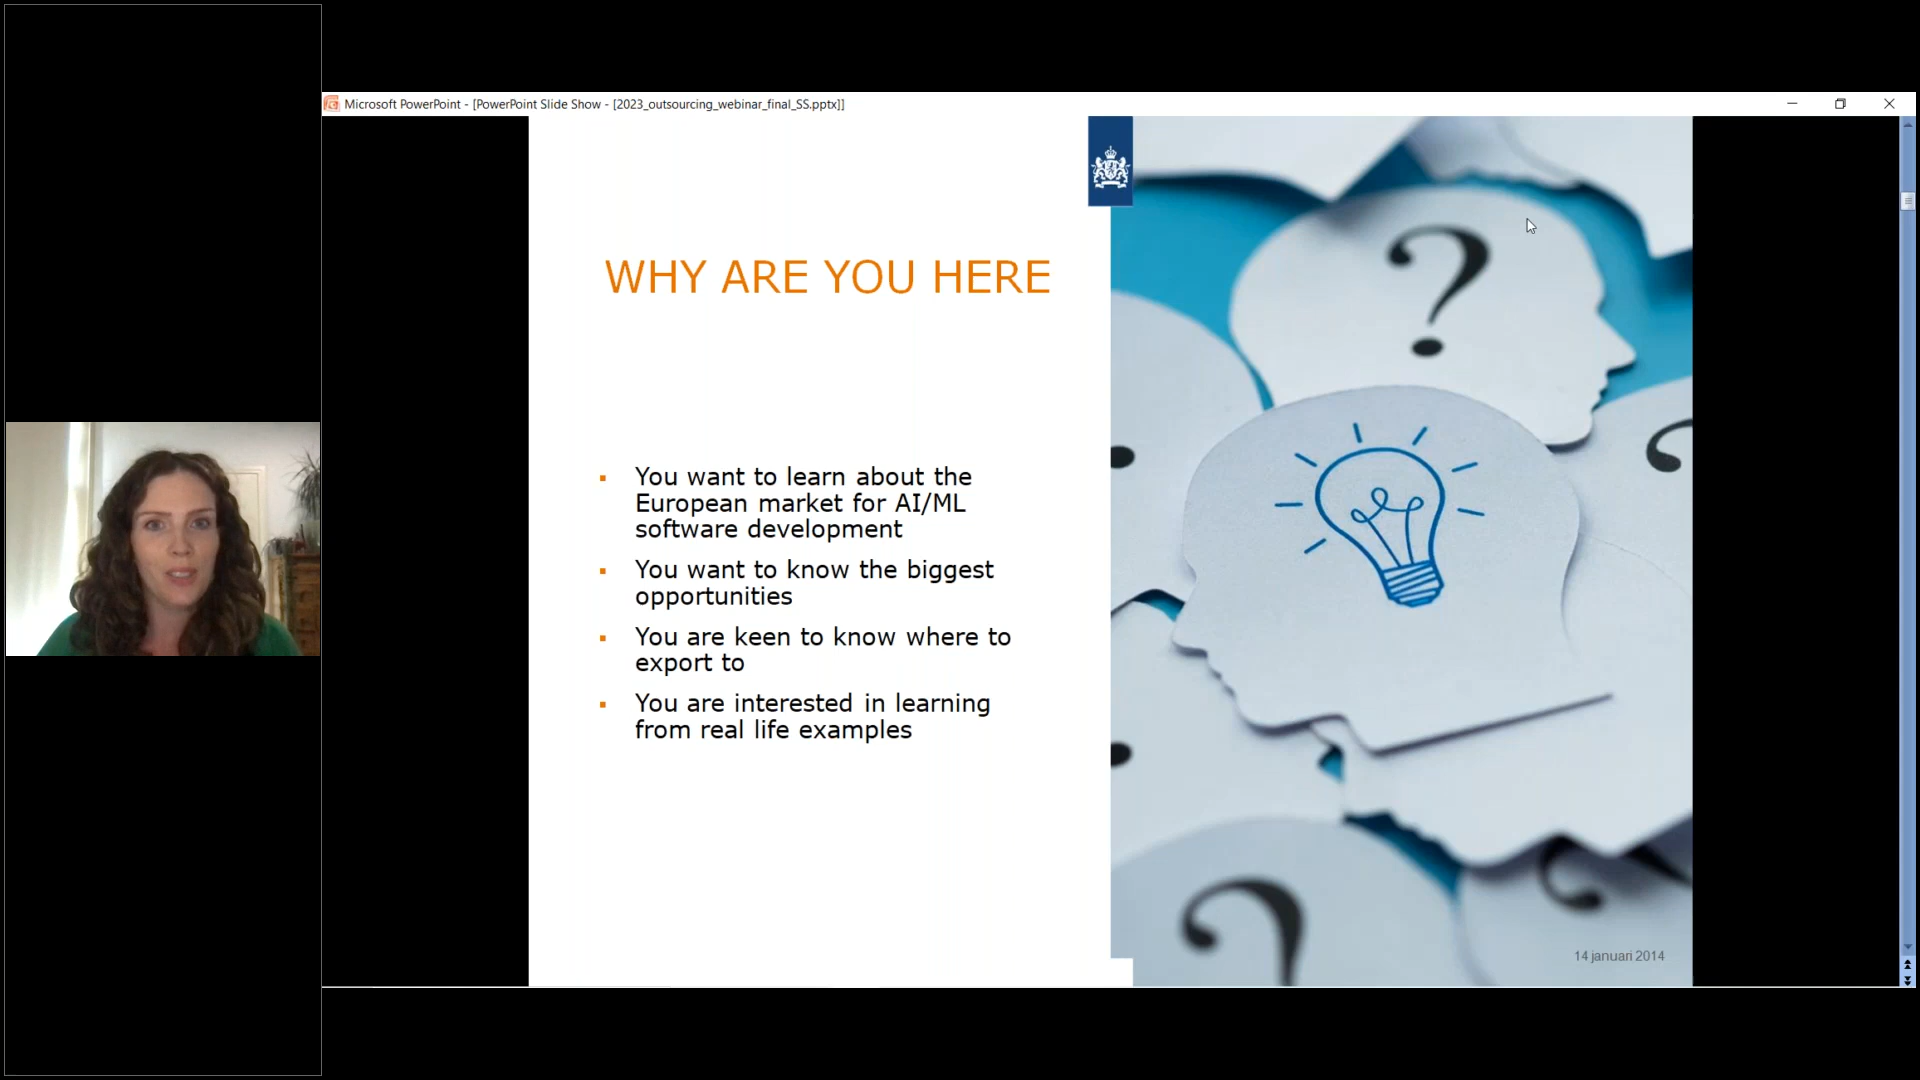 Microsoft PowerPoint - [PowerPoint Slide Show - [2023_outsourcing_webinar_final_SS.pptx]]
WHY ARE YOU HERE
▪ You want to learn about the
European market for AI/ML
software development
▪ You want to know the biggest
opportunities
▪ You are keen to know where to
export to
▪ You are interested in learning
from real life examples
?
?
?
14 januari 2014